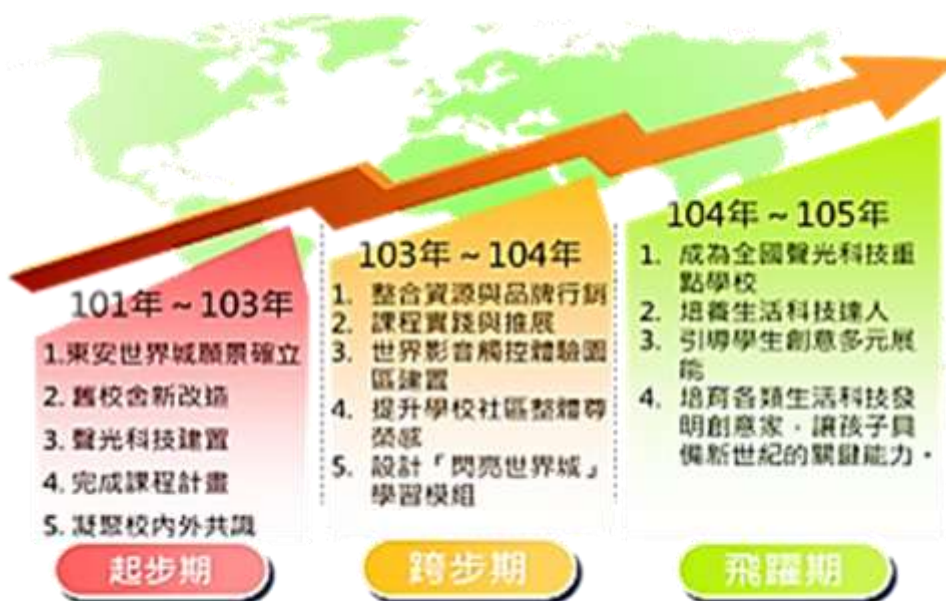 101年～103年
1.東安世界城願景確立
2. 舊校舍新改造
3. 聲光科技建置
4. 完成課程計畫
5. 凝聚校內外共識
起步期
103年～104年
1. 整合資源與品牌行銷
2. 課程實踐與推展
3. 世界影音觸控體驗園
區建置
4. 提升學校社區整體尊
榮感
5. 設計「閃亮世界城」
學習模組
跨步期
104年～105年
1. 成為全國聲光科技重
點學校
2. 培養生活科技達人
3. 引導學生創意多元展
能
4. 培育各類生活科技發
明創意家，讓孩子具
備新世紀的關鍵能力。
飛躍期